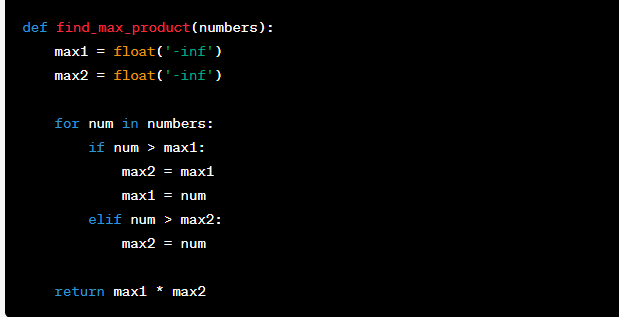 def find_max_product(numbers):
    max1 = float('-inf')
    max2 = float('-inf')

    for num in numbers:
        if num > max1:
            max2 = max1
            max1 = num
        elif num > max2:
            max2 = num

    return max1 * max2